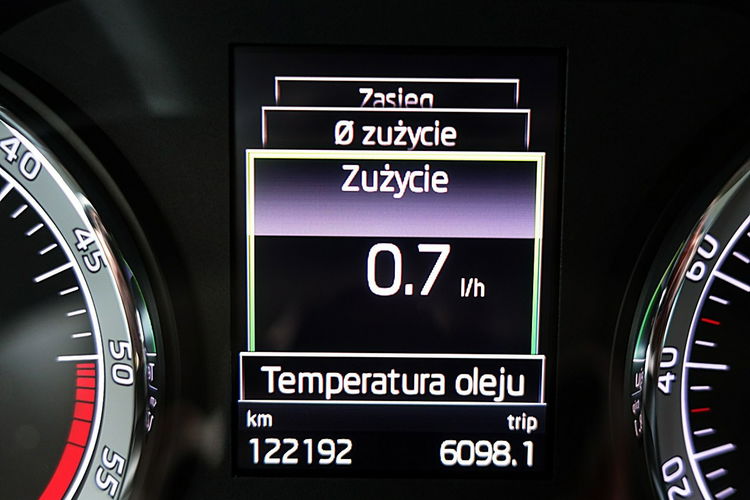 Zasięg
Ø zużycie
Zużycie
0.7 l/h
Temperatura oleju
km trip
122192 6098.1
40
45
50
55
60
40
20